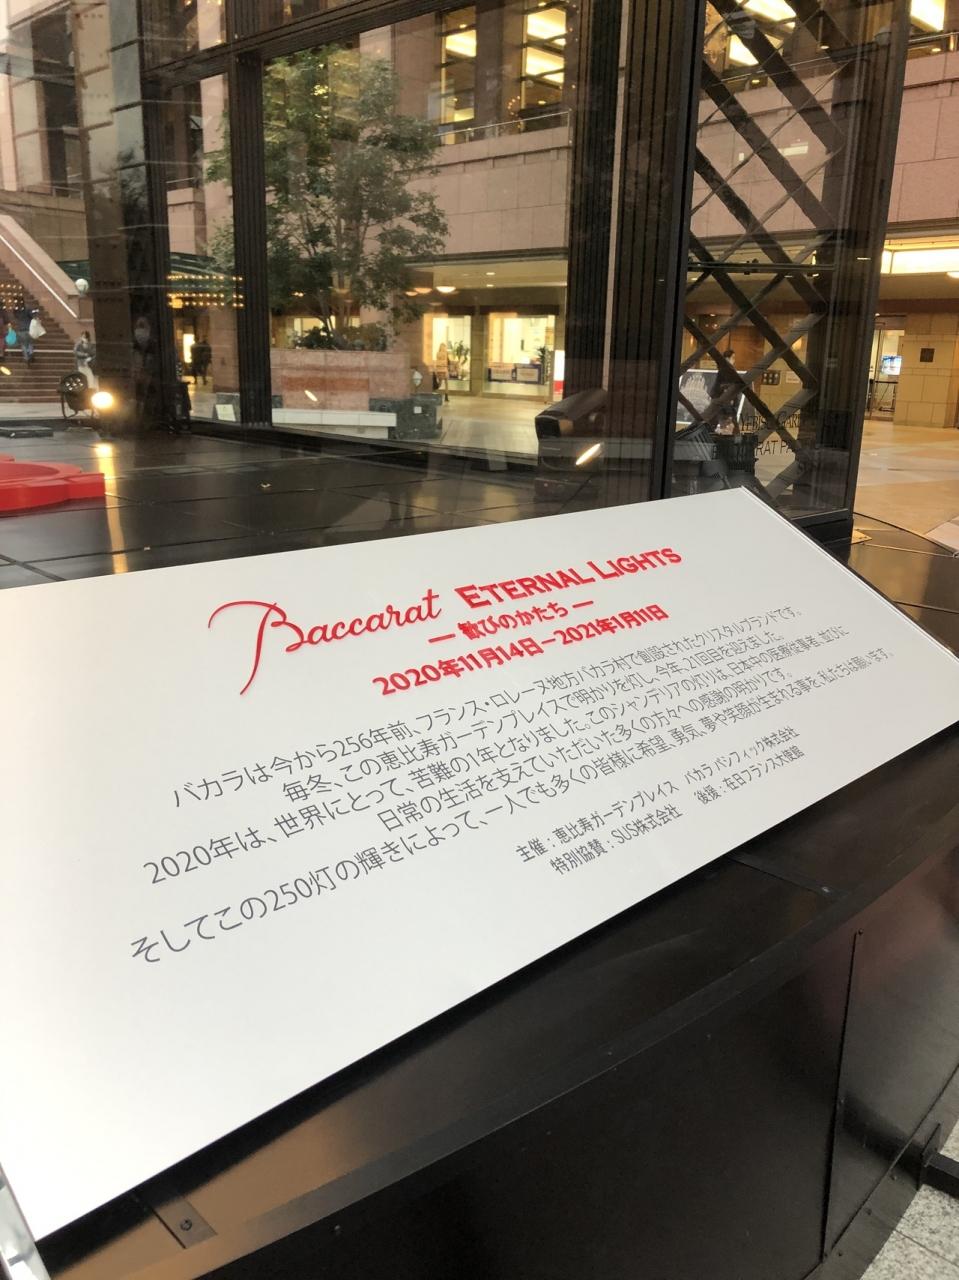 Baccarat ETERNAL LIGHTS
― 歓びのかたち ―
2020年11月14日－2021年1月11日
バカラは今から256年前、フランス・ロレーヌ地方バカラ村で創設されたクリスタルブランドです。
毎冬、この恵比寿ガーデンプレイスで明かりを灯し、今年、21回目を迎えました。
2020年は、世界にとって、苦難の1年となりました。このシャンデリアの灯りは、日本中の医療従事者、並びに
日常の生活を支えていただいた多くの方々への感謝の明かりです。
そしてこの250灯の輝きによって、一人でも多くの皆様に希望、勇気、夢や笑顔が生まれる事を、私たちは願います。
主催：恵比寿ガーデンプレイス バカラ パシフィック株式会社
特別協賛：SUS株式会社 後援：在日フランス大使館